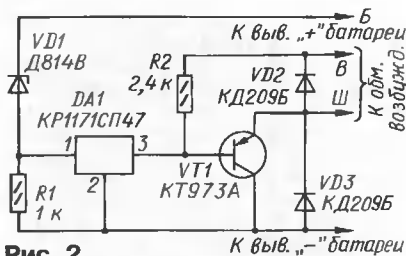 Б
К выв. „+" батареи
VD1
Д814В
R2
2,4 к
VD2
КД209Б
В
Ш
К обм.
возбужд.
DA1
КР1171СП47
1
3
2
VT1
КТ973А
VD3
КД209Б
R1
1 к
К выв. „–" батареи
Рис. 2